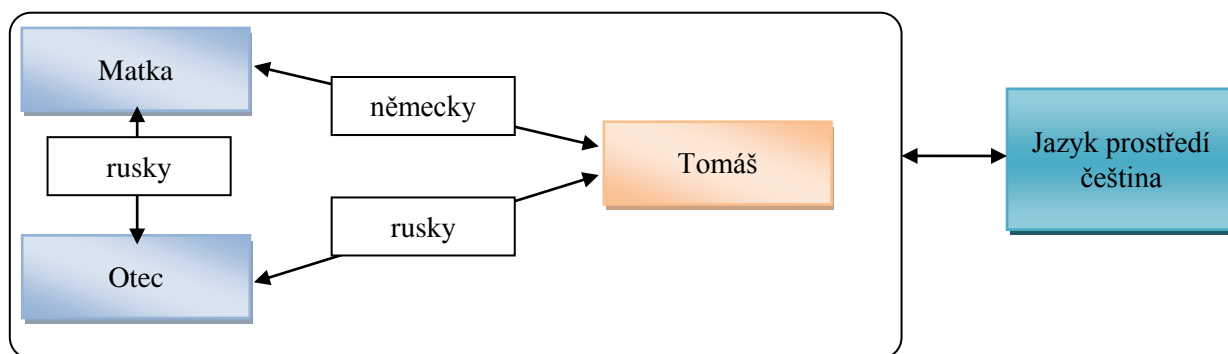 Matka
německy
rusky
Tomáš
Jazyk prostředí
čeština
rusky
Otec